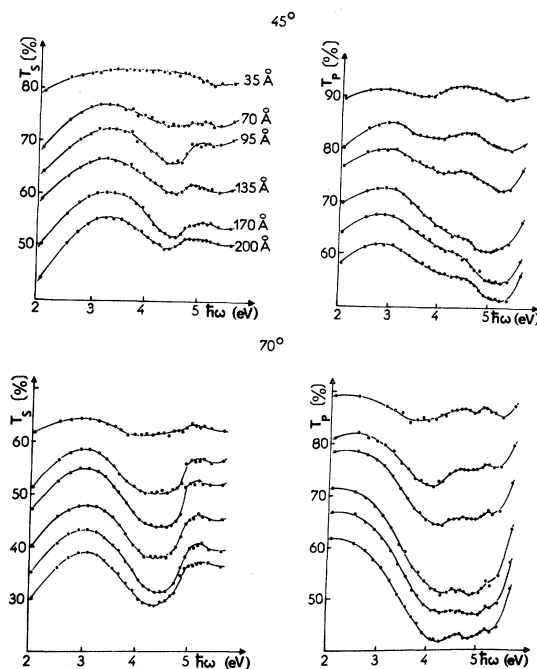 45°
T_S (%)
80
70
60
50
35 Å
70 Å
95 Å
135 Å
170 Å
200 Å
2 3 4 5 ħω (eV)
T_P (%)
90
80
70
60
2 3 4 5 ħω (eV)
70°
T_S (%)
60
50
40
30
2 3 4 5 ħω (eV)
T_P (%)
80
70
60
50
2 3 4 5 ħω (eV)